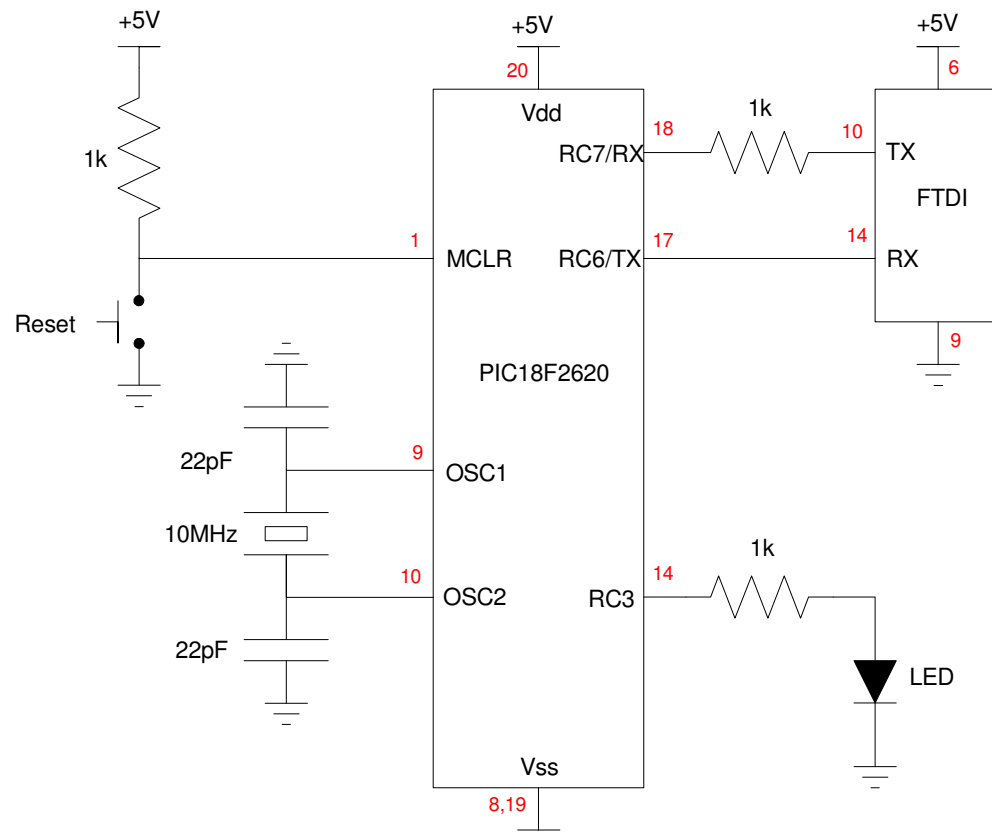 +5V
+5V
+5V
20
6
Vdd
1k
18
10
1k
RC7/RX
TX
FTDI
1
17
14
MCLR
RC6/TX
RX
Reset
9
PIC18F2620
22pF
9
OSC1
10MHz
1k
10
14
OSC2
RC3
22pF
LED
Vss
8,19